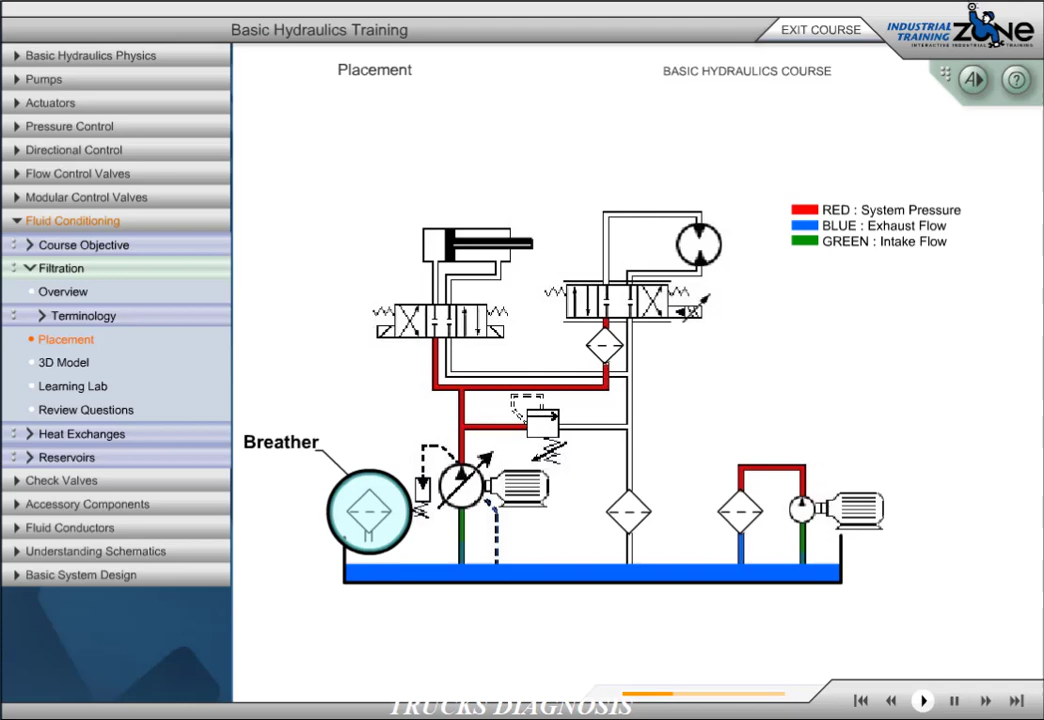 Basic Hydraulics Training
EXIT COURSE
INDUSTRIAL
TRAINING
ZONE
INTERACTIVE INDUSTRIAL TRAINING
Basic Hydraulics Physics
Pumps
Actuators
Pressure Control
Directional Control
Flow Control Valves
Modular Control Valves
Fluid Conditioning
Course Objective
Filtration
Overview
Terminology
Placement
3D Model
Learning Lab
Review Questions
Heat Exchanges
Reservoirs
Check Valves
Accessory Components
Fluid Conductors
Understanding Schematics
Basic System Design
Placement
BASIC HYDRAULICS COURSE
A
?
RED : System Pressure
BLUE : Exhaust Flow
GREEN : Intake Flow
Breather
TRUCKS DIAGNOSIS